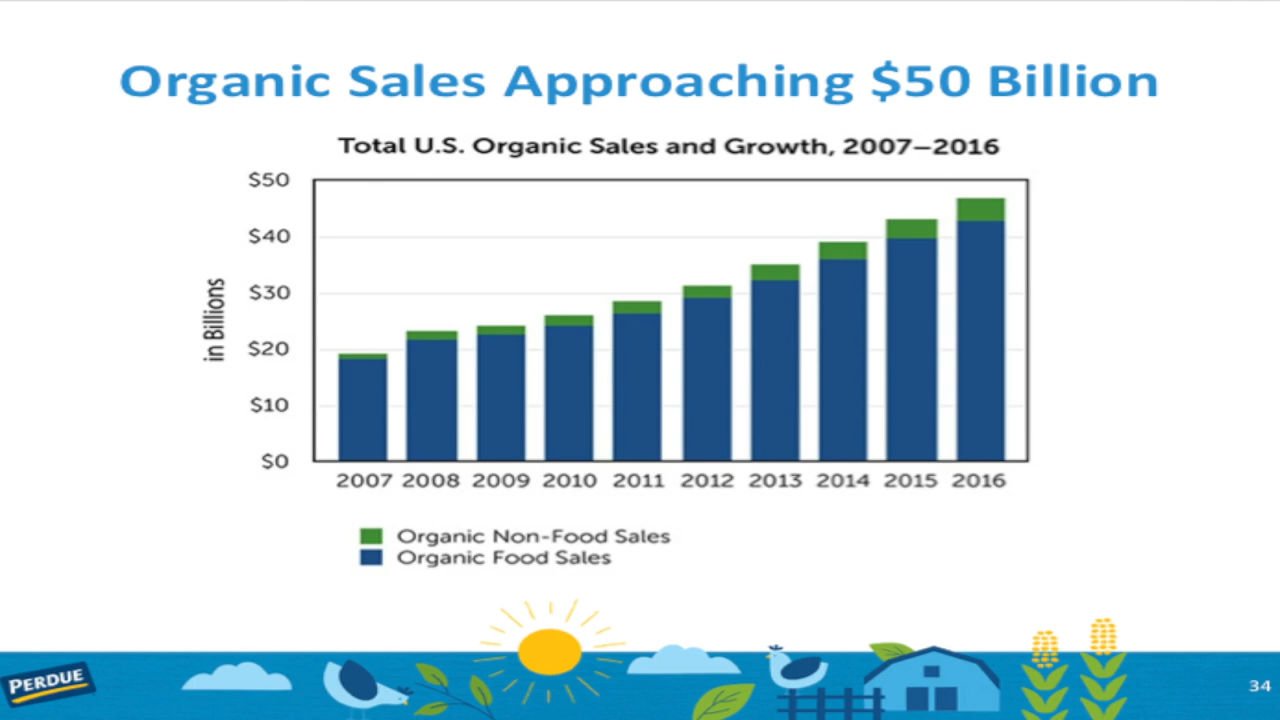 Organic Sales Approaching $50 Billion
Total U.S. Organic Sales and Growth, 2007–2016
in Billions
$50
$40
$30
$20
$10
$0
2007 2008 2009 2010 2011 2012 2013 2014 2015 2016
Organic Non-Food Sales
Organic Food Sales
PERDUE
34